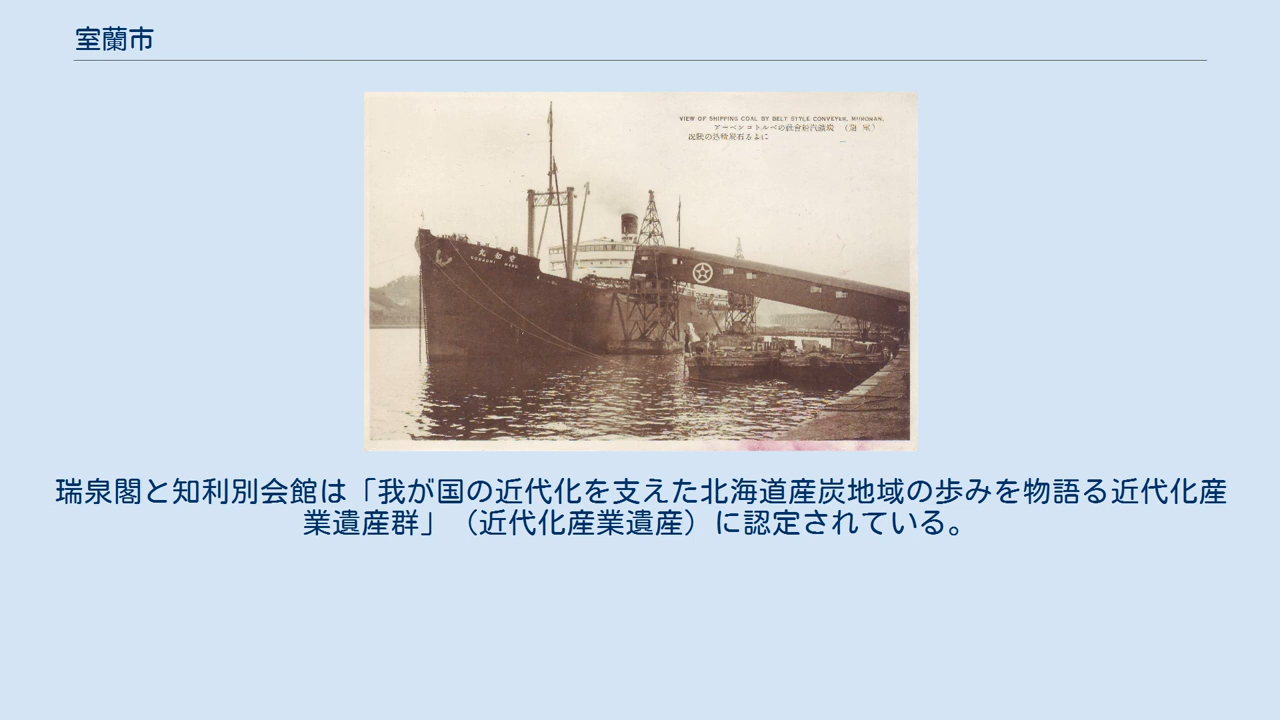 室蘭市
VIEW OF SHIPPING COAL BY BELT STYLE CONVEYER, MURORAN.
瑞泉閣と知利別会館は「我が国の近代化を支えた北海道産炭地域の歩みを物語る近代化産
業遺産群」（近代化産業遺産）に認定されている。